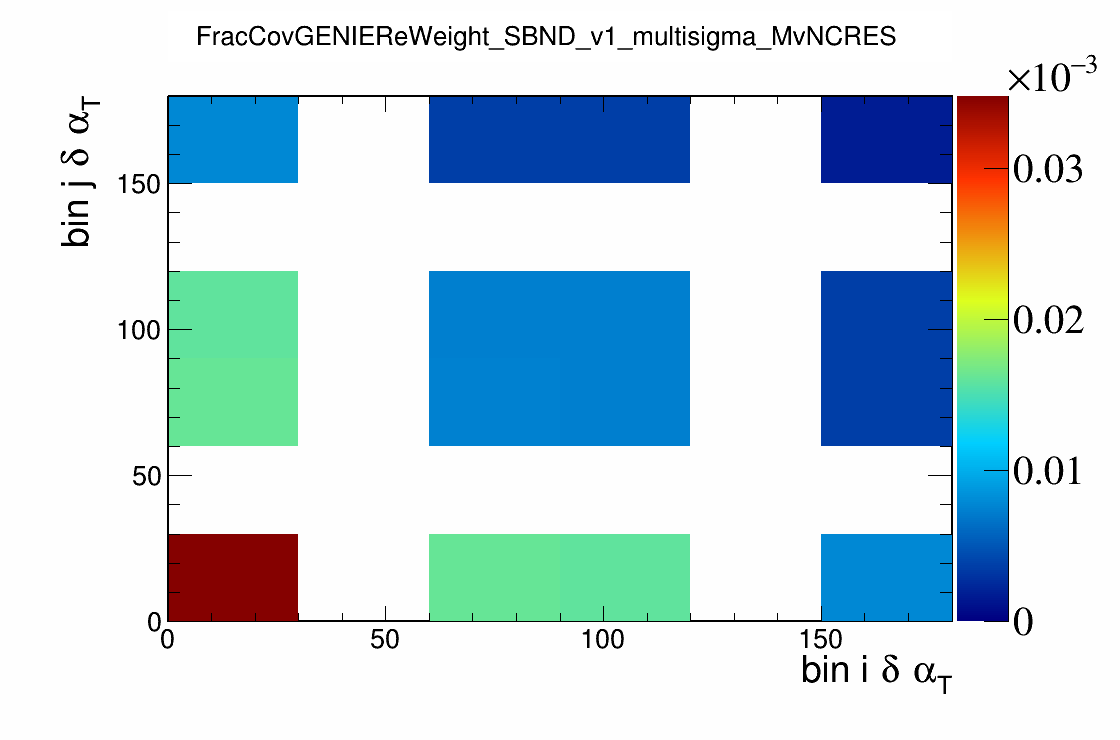 FracCovGENIEReWeight_SBND_v1_multisigma_MvNCRES
×10⁻³
bin j δ α_T
150
100
50
0
0 50 100 150
bin i δ α_T
0.03
0.02
0.01
0